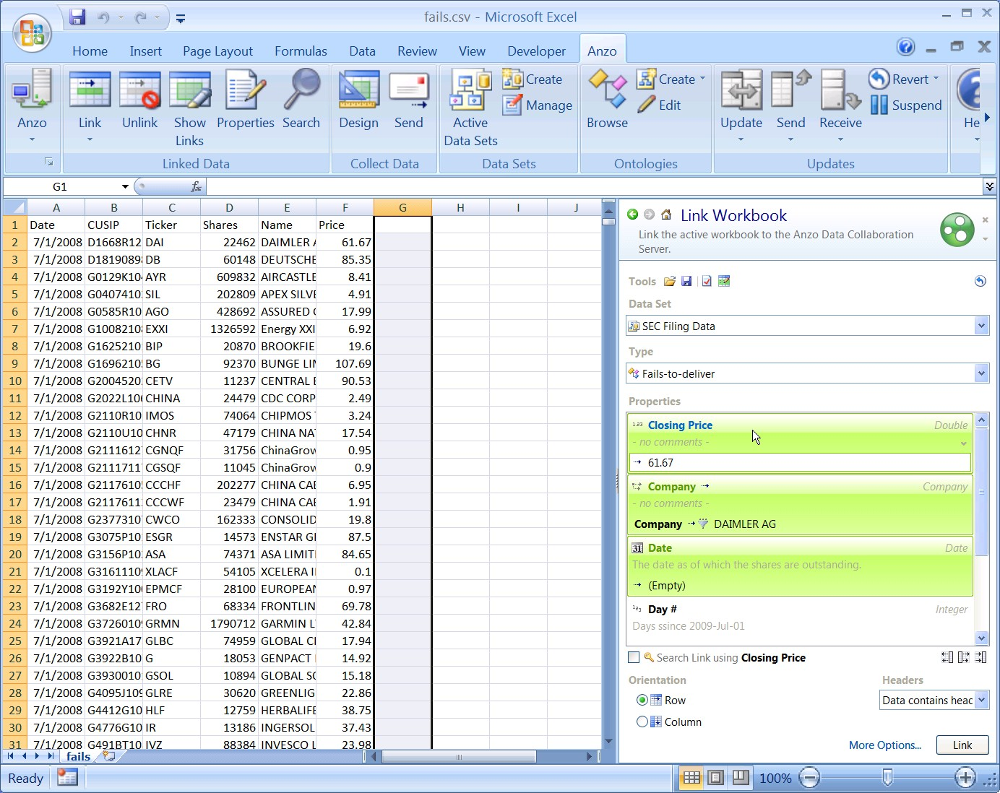 fails.csv - Microsoft Excel
Home Insert Page Layout Formulas Data Review View Developer Anzo
Anzo
Link
Unlink
Show Links
Properties
Search
Linked Data
Design
Send
Collect Data
Active Data Sets
Create
Manage
Data Sets
Browse
Create
Edit
Ontologies
Update
Send
Receive
Revert
Suspend
Updates
He
G1
fx
A B C D E F G H I J
1 Date CUSIP Ticker Shares Name Price
2 7/1/2008 D1668R12 DAI 22462 DAIMLER A 61.67
3 7/1/2008 D1819089 DB 60148 DEUTSCHE 85.35
4 7/1/2008 G0129K10 AYR 609832 AIRCASTLE 8.41
5 7/1/2008 G0407410 SIL 202809 APEX SILVE 4.91
6 7/1/2008 G0585R10 AGO 428692 ASSURED 17.99
7 7/1/2008 G1008210 EXXI 1326592 Energy XXI 6.92
8 7/1/2008 G1625210 BIP 20870 BROOKFIE 19.6
9 7/1/2008 G1696210 BG 92370 BUNGE LI 107.69
10 7/1/2008 G2004520 CETV 11237 CENTRAL E 90.53
11 7/1/2008 G2022L10 CHINA 24479 CDC CORP 2.49
12 7/1/2008 G2110R10 IMOS 74064 CHIPMOS 3.24
13 7/1/2008 G2110U10 CHNR 47179 CHINA NA 17.54
14 7/1/2008 G2111612 CGNQF 31756 ChinaGrow 0.95
15 7/1/2008 G2111711 CGSQF 11045 ChinaGrow 0.9
16 7/1/2008 G2117610 CCCHF 202277 CHINA CAB 6.95
17 7/1/2008 G2117611 CCCWF 23479 CHINA CAB 1.91
18 7/1/2008 G2377310 CWCO 162333 CONSOLID 19.8
19 7/1/2008 G3075P10 ESGR 14573 ENSTAR G 87.5
20 7/1/2008 G3156P10 ASA 74371 ASA LIMIT 84.65
21 7/1/2008 G3161110 XLACF 54105 XCELERA I 0.1
22 7/1/2008 G3192Y10 EPMCF 28100 EUROPEAN 0.97
23 7/1/2008 G3682E12 FRO 68334 FRONTLIN 69.78
24 7/1/2008 G3726010 GRMN 1790712 GARMIN L 42.84
25 7/1/2008 G3921A17 GLBC 74959 GLOBAL C 17.94
26 7/1/2008 G3922B10 G 18053 GENPACT 14.92
27 7/1/2008 G3930010 GSOL 10894 GLOBAL SO 15.18
28 7/1/2008 G4095J10 GLRE 30620 GREENLIG 22.86
29 7/1/2008 G4412G10 HLF 12759 HERBALIFE 38.75
30 7/1/2008 G4776G10 IR 13186 INGERSOL 37.43
31 7/1/2008 G491BT10 IVZ 88384 INVESCO L 23.98
fails
Ready
100%
Link Workbook
Link the active workbook to the Anzo Data Collaboration
Server.
Tools
Data Set
SEC Filing Data
Type
Fails-to-deliver
Properties
1.23 Closing Price Double
- no comments -
61.67
Company Company
- no comments -
Company DAIMLER AG
31 Date Date
The date as of which the shares are outstanding.
(Empty)
123 Day # Integer
Days ssince 2009-Jul-01
Search Link using Closing Price
Orientation Headers
Row Data contains heac
Column
More Options... Link